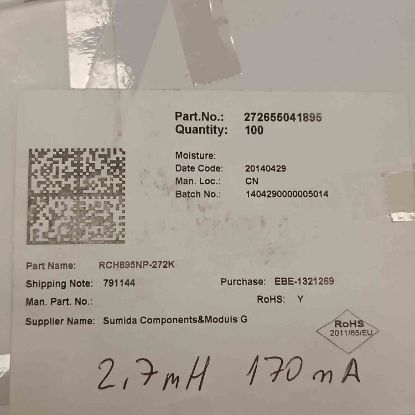 Part.No.: 272655041895
Quantity: 100
Moisture:
Date Code: 20140429
Man. Loc.: CN
Batch No.: 1404290000005014
Part Name: RCH895NP-272K
Shipping Note: 791144
Purchase: EBE-1321269
Man. Part. No.:
RoHS: Y
Supplier Name: Sumida Components&Moduls G
RoHS
2011/65/EU
2,7mH 170mA